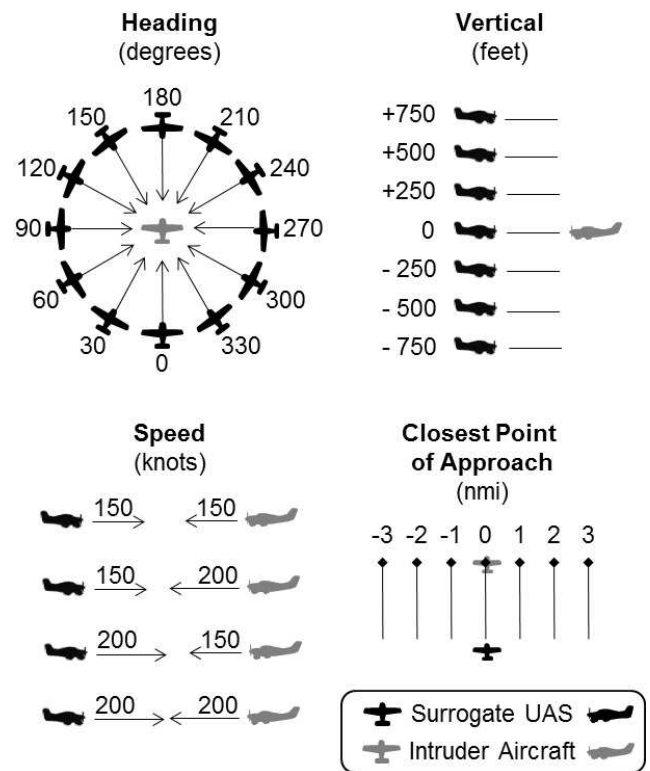 Heading
(degrees)
180
150
210
120
240
90
270
60
300
30
330
0
Vertical
(feet)
+750
+500
+250
0
- 250
- 500
- 750
Speed
(knots)
150 150
150 200
200 150
200 200
Closest Point
of Approach
(nmi)
-3 -2 -1 0 1 2 3
Surrogate UAS
Intruder Aircraft